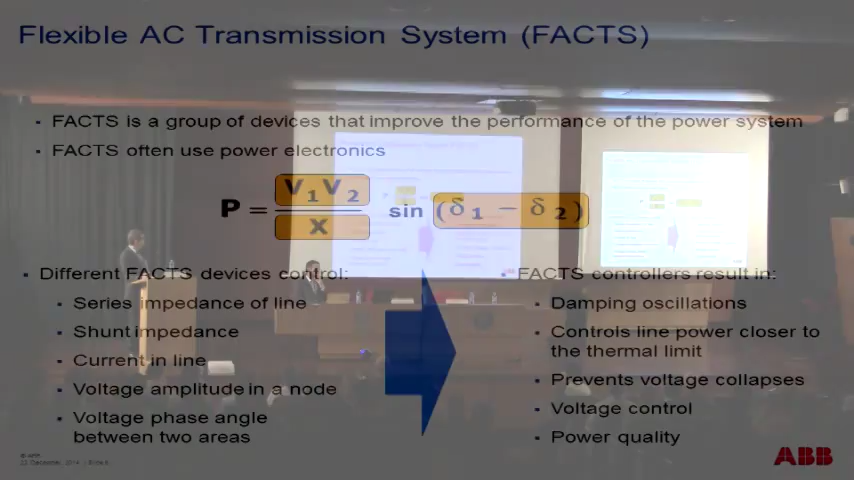 Flexible AC Transmission System (FACTS)
▪ FACTS is a group of devices that improve the performance of the power system
▪ FACTS often use power electronics
P = V₁V₂ / X sin (δ₁ − δ₂)
▪ Different FACTS devices control:
▪ Series impedance of line
▪ Shunt impedance
▪ Current in line
▪ Voltage amplitude in a node
▪ Voltage phase angle
between two areas
FACTS controllers result in:
▪ Damping oscillations
▪ Controls line power closer to
the thermal limit
▪ Prevents voltage collapses
▪ Voltage control
▪ Power quality
© ABB
ABB